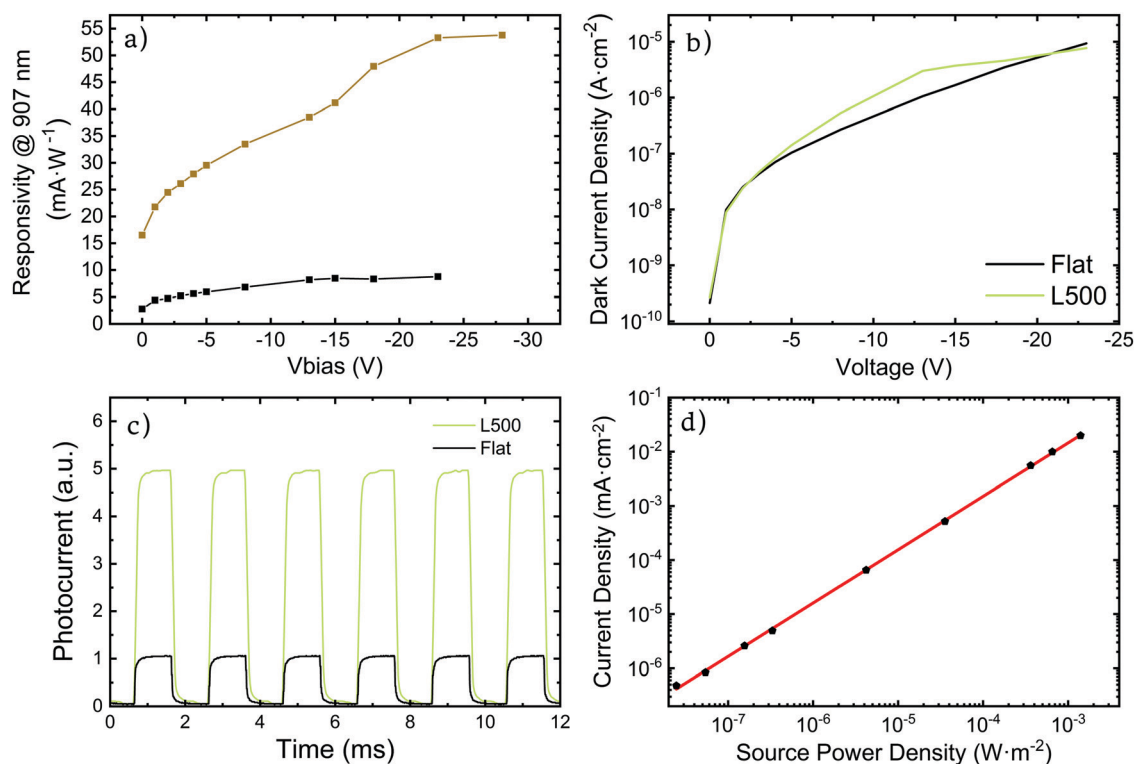 a)
Responsivity @ 907 nm
(mA·W⁻¹)
55
50
45
40
35
30
25
20
15
10
5
0
0 -5 -10 -15 -20 -25 -30
Vbias (V)
b)
Dark Current Density (A·cm⁻²)
10⁻⁵
10⁻⁶
10⁻⁷
10⁻⁸
10⁻⁹
10⁻¹⁰
Flat
L500
0 -5 -10 -15 -20 -25
Voltage (V)
c)
L500
Flat
Photocurrent (a.u.)
6
5
4
3
2
1
0
0 2 4 6 8 10 12
Time (ms)
d)
Current Density (mA·cm⁻²)
10⁻¹
10⁻²
10⁻³
10⁻⁴
10⁻⁵
10⁻⁶
10⁻⁷ 10⁻⁶ 10⁻⁵ 10⁻⁴ 10⁻³
Source Power Density (W·m⁻²)